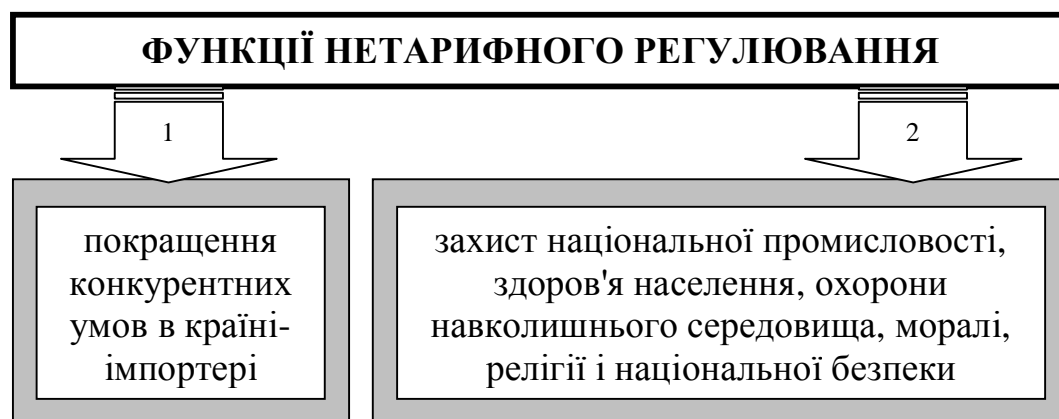 ФУНКЦІЇ НЕТАРИФНОГО РЕГУЛЮВАННЯ
1
2
покращення
конкурентних
умов в країні-
імпортері
захист національної промисловості,
здоров'я населення, охорони
навколишнього середовища, моралі,
релігії і національної безпеки